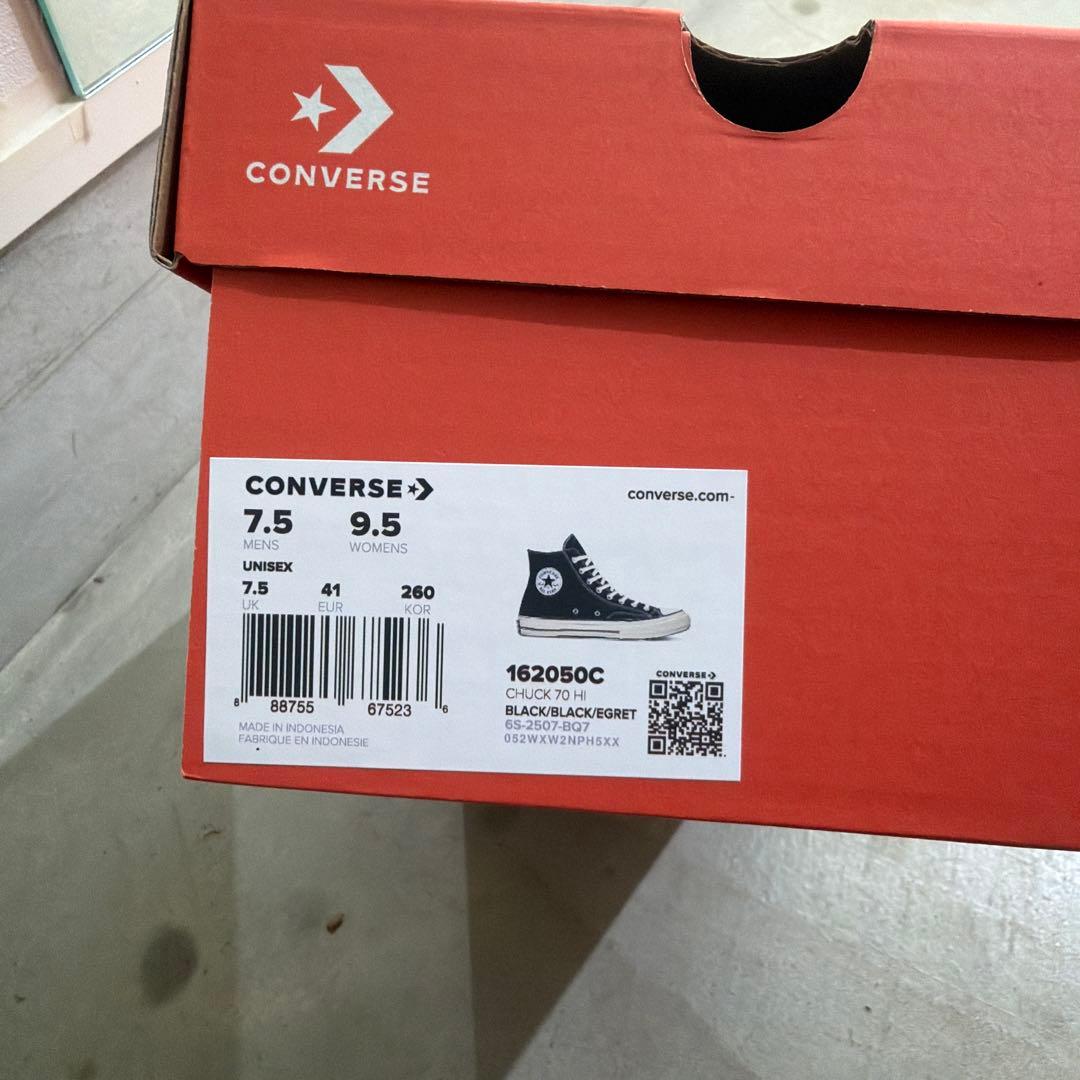 CONVERSE
CONVERSE
converse.com
7.5 9.5
MENS WOMENS
UNISEX
7.5 41 260
UK EUR KOR
8 88755 67523 6
MADE IN INDONESIA
FABRIQUE EN INDONESIE
162050C
CHUCK 70 HI
BLACK/BLACK/EGRET
6S-2507-BQ7
052WXW2NPH5XX
CONVERSE